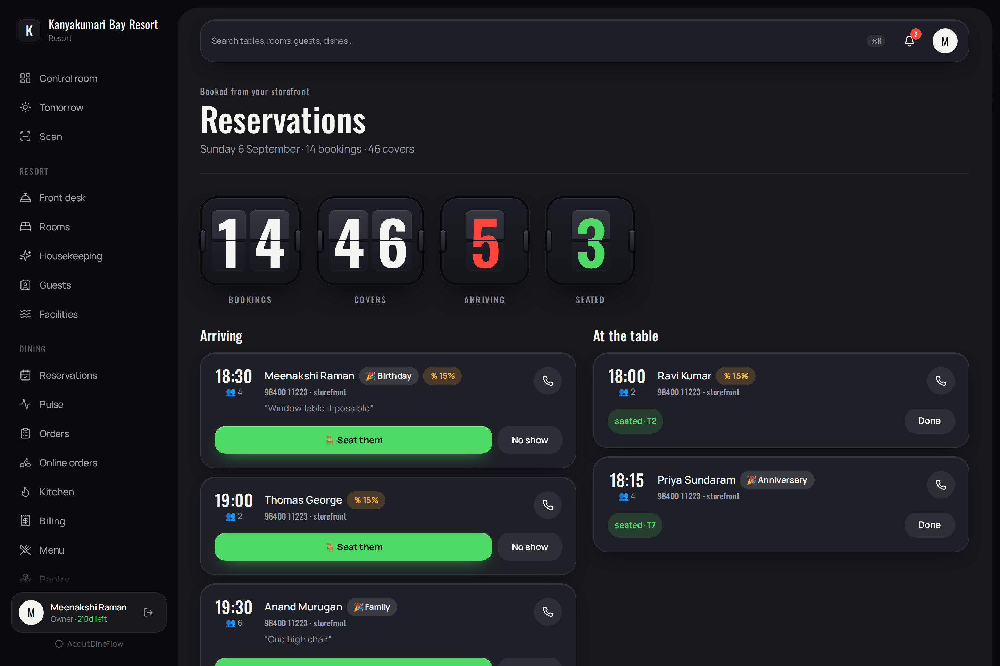 K
Kanyakumari Bay Resort
Resort
Control room
Tomorrow
Scan
RESORT
Front desk
Rooms
Housekeeping
Guests
Facilities
DINING
Reservations
Pulse
Orders
Online orders
Kitchen
Billing
Menu
Pantry
M
Meenakshi Raman
Owner · 210d left
About DineFlow
Search tables, rooms, guests, dishes...
⌘K
2
M
Booked from your storefront
Reservations
Sunday 6 September · 14 bookings · 46 covers
14
BOOKINGS
46
COVERS
5
ARRIVING
3
SEATED
Arriving
18:30
4
Meenakshi Raman 🎉 Birthday % 15%
98400 11223 · storefront
“Window table if possible”
🪑 Seat them
No show
19:00
2
Thomas George % 15%
98400 11223 · storefront
🪑 Seat them
No show
19:30
6
Anand Murugan 🎉 Family
98400 11223 · storefront
“One high chair”
At the table
18:00
2
Ravi Kumar % 15%
98400 11223 · storefront
seated · T2
Done
18:15
4
Priya Sundaram 🎉 Anniversary
98400 11223 · storefront
seated · T7
Done